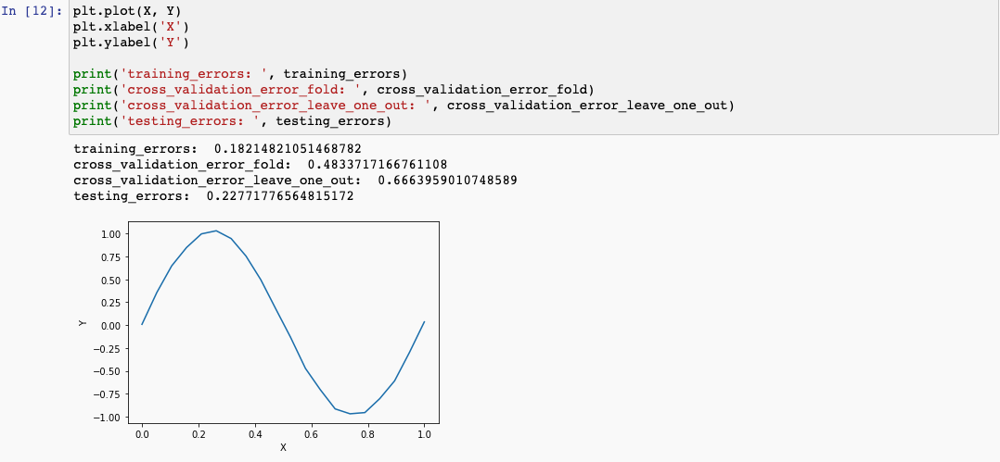 In [12]: plt.plot(X, Y)
plt.xlabel('X')
plt.ylabel('Y')
print('training_errors: ', training_errors)
print('cross_validation_error_fold: ', cross_validation_error_fold)
print('cross_validation_error_leave_one_out: ', cross_validation_error_leave_one_out)
print('testing_errors: ', testing_errors)
training_errors:  0.18214821051468782
cross_validation_error_fold:  0.4833717166761108
cross_validation_error_leave_one_out:  0.6663959010748589
testing_errors:  0.22771776564815172
1.00
0.75
0.50
0.25
0.00
−0.25
−0.50
−0.75
−1.00
Y
0.0 0.2 0.4 0.6 0.8 1.0
X